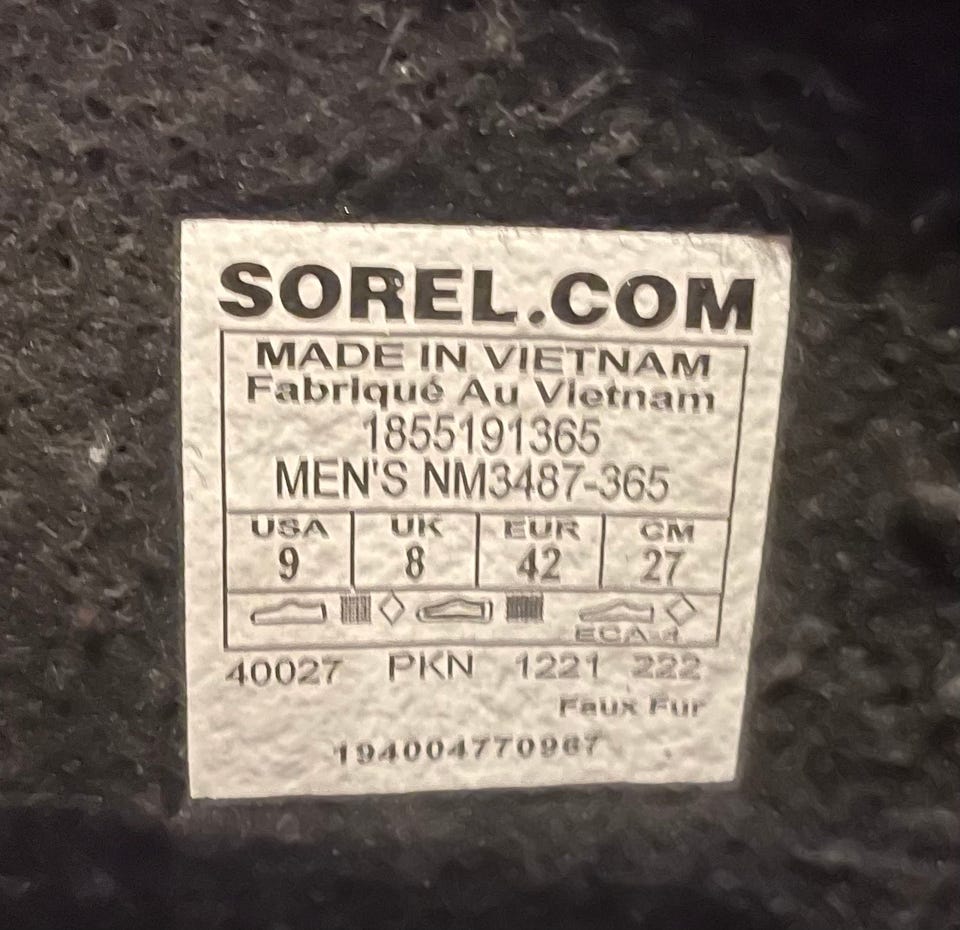 SOREL.COM
MADE IN VIETNAM
Fabriqué Au Vietnam
1855191365
MEN'S NM3487-365
USA UK EUR CM
9 8 42 27
ECA 4
40027 PKN 1221 222
Faux Fur
194004770967